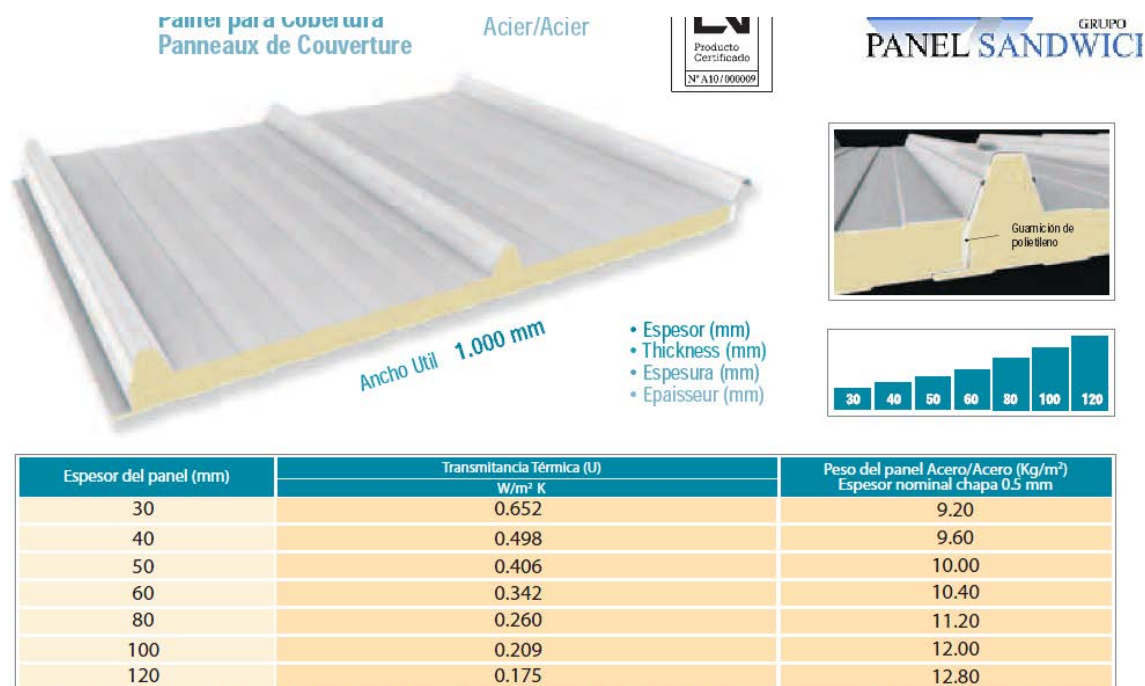 Painel para Cobertura
Panneaux de Couverture
Acier/Acier
Producto
Certificado
Nº A10/000009
GRUPO
PANEL SANDWICH
Guarnición de
polietileno
Ancho Util 1.000 mm
• Espesor (mm)
• Thickness (mm)
• Espesura (mm)
• Epaisseur (mm)
30 40 50 60 80 100 120
Espesor del panel (mm) Transmitancia Térmica (U) Peso del panel Acero/Acero (Kg/m²)
W/m² K Espesor nominal chapa 0.5 mm
30 0.652 9.20
40 0.498 9.60
50 0.406 10.00
60 0.342 10.40
80 0.260 11.20
100 0.209 12.00
120 0.175 12.80